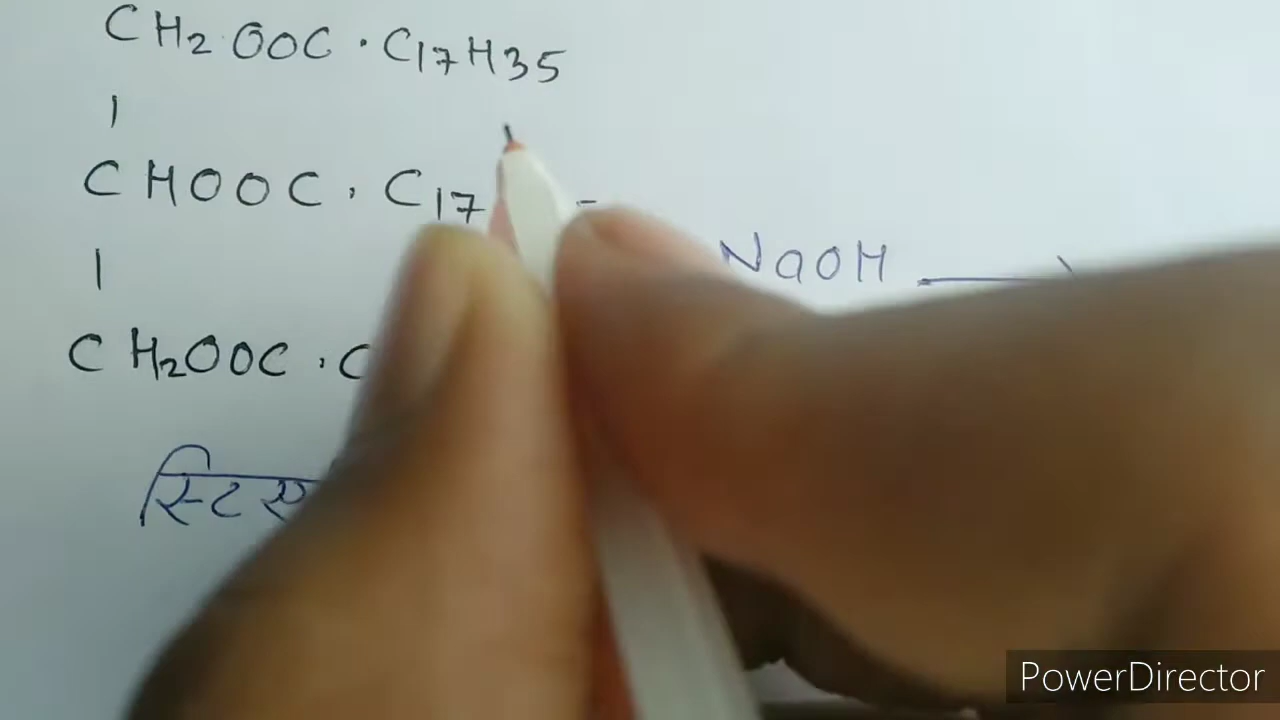 CH2OOC · C17H35
|
CHOOC · C17
NaOH
|
CH2OOC · C
PowerDirector